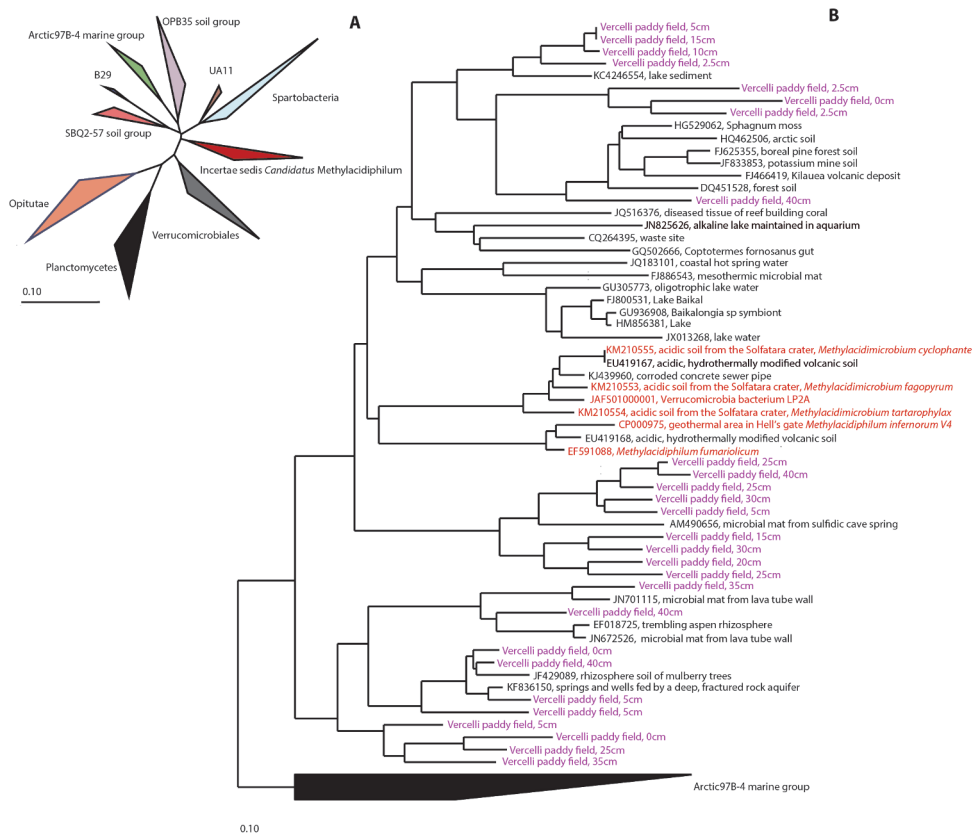 A
OPB35 soil group
Arctic97B-4 marine group
B29
UA11
Spartobacteria
SBQ2-57 soil group
Incertae sedis Candidatus Methylacidiphilum
Opitutae
Verrucomicrobiales
Planctomycetes
0.10
B
Vercelli paddy field, 5cm
Vercelli paddy field, 15cm
Vercelli paddy field, 10cm
Vercelli paddy field, 2.5cm
KC4246554, lake sediment
Vercelli paddy field, 2.5cm
Vercelli paddy field, 0cm
Vercelli paddy field, 2.5cm
HG529062, Sphagnum moss
HQ462506, arctic soil
FJ625355, boreal pine forest soil
JF833853, potassium mine soil
FJ466419, Kilauea volcanic deposit
DQ451528, forest soil
Vercelli paddy field, 40cm
JQ516376, diseased tissue of reef building coral
JN825626, alkaline lake maintained in aquarium
CQ264395, waste site
GQ502666, Coptotermes fornosanus gut
JQ183101, coastal hot spring water
FJ886543, mesothermic microbial mat
GU305773, oligotrophic lake water
FJ800531, Lake Baikal
GU936908, Baikalongia sp symbiont
HM856381, Lake
JX013268, lake water
KM210555, acidic soil from the Solfatara crater, Methylacidimicrobium cyclophante
EU419167, acidic, hydrothermally modified volcanic soil
KJ439960, corroded concrete sewer pipe
KM210553, acidic soil from the Solfatara crater, Methylacidimicrobium fagopyrum
JAFS01000001, Verrucomicrobia bacterium LP2A
KM210554, acidic soil from the Solfatara crater, Methylacidimicrobium tartarophylax
CP000975, geothermal area in Hell's gate Methylacidiphilum infernorum V4
EU419168, acidic, hydrothermally modified volcanic soil
EF591088, Methylacidiphilum fumariolicum
Vercelli paddy field, 25cm
Vercelli paddy field, 40cm
Vercelli paddy field, 25cm
Vercelli paddy field, 30cm
Vercelli paddy field, 5cm
AM490656, microbial mat from sulfidic cave spring
Vercelli paddy field, 15cm
Vercelli paddy field, 30cm
Vercelli paddy field, 20cm
Vercelli paddy field, 25cm
Vercelli paddy field, 35cm
JN701115, microbial mat from lava tube wall
Vercelli paddy field, 40cm
EF018725, trembling aspen rhizosphere
JN672526, microbial mat from lava tube wall
Vercelli paddy field, 0cm
Vercelli paddy field, 40cm
JF429089, rhizosphere soil of mulberry trees
KF836150, springs and wells fed by a deep, fractured rock aquifer
Vercelli paddy field, 5cm
Vercelli paddy field, 5cm
Vercelli paddy field, 5cm
Vercelli paddy field, 0cm
Vercelli paddy field, 25cm
Vercelli paddy field, 35cm
Arctic97B-4 marine group
0.10